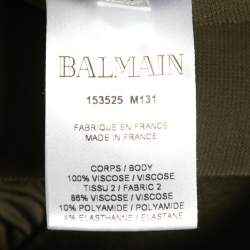 BALMAIN
153525 M131
FABRIQUE EN FRANCE
MADE IN FRANCE
CORPS / BODY
100% VISCOSE / VISCOSE
TISSU 2 / FABRIC 2
86% VISCOSE / VISCOSE
10% POLYAMIDE / POLYAMIDE
4% ELASTHANNE / ELASTANE